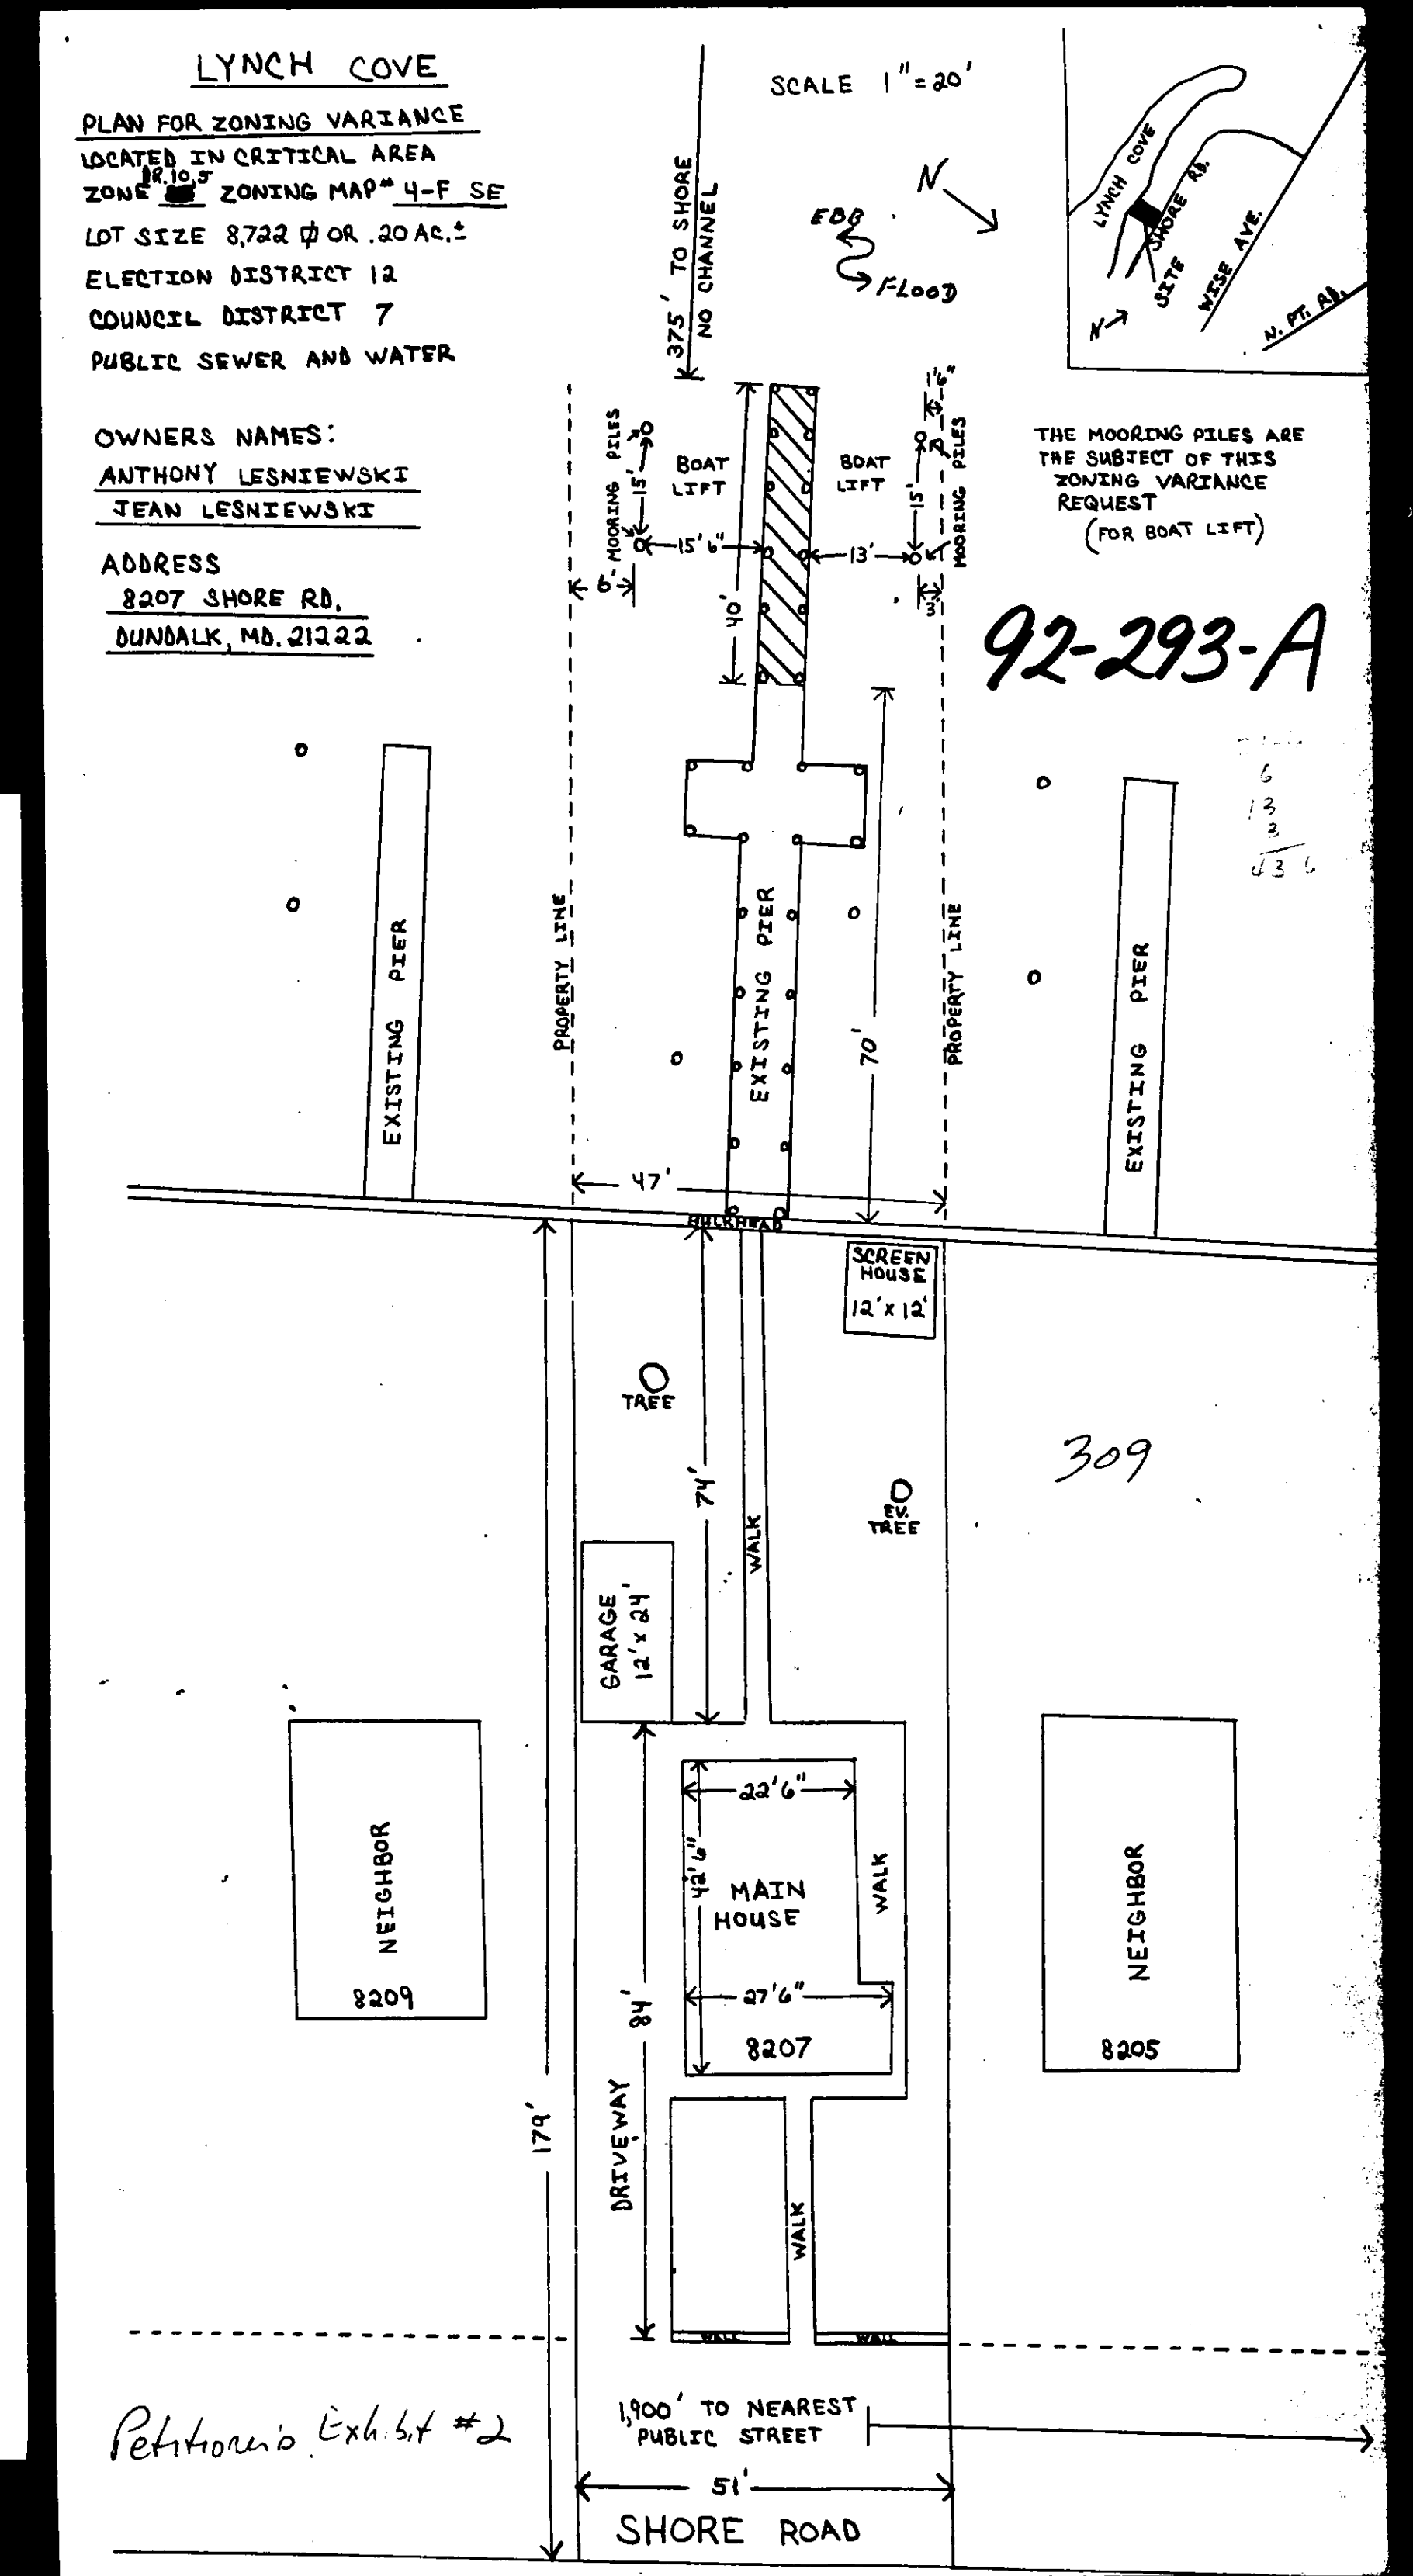 LYNCH COVE
PLAN FOR ZONING VARIANCE
LOCATED IN CRITICAL AREA
ZONE DR.10.5 ZONING MAP# 4-F SE
LOT SIZE 8,722 ⏀ OR .20 AC.±
ELECTION DISTRICT 12
COUNCIL DISTRICT 7
PUBLIC SEWER AND WATER
OWNERS NAMES:
ANTHONY LESNIEWSKI
JEAN LESNIEWSKI
ADDRESS
8207 SHORE RD.
DUNDALK, MD. 21222
375' TO SHORE
NO CHANNEL
SCALE 1"=20'
N
EBB
FLOOD
LYNCH COVE
SHORE RD.
SITE
WISE AVE.
N
N. PT. RD.
THE MOORING PILES ARE
THE SUBJECT OF THIS
ZONING VARIANCE
REQUEST
(FOR BOAT LIFT)
92-293-A
MOORING PILES
15'
BOAT
LIFT
BOAT
LIFT
15'
1'6"
MOORING PILES
15'6"
13'
6'
40'
3'
6
13
3
43 6
EXISTING PIER
PROPERTY LINE
EXISTING PIER
70'
PROPERTY LINE
EXISTING PIER
47'
BULKHEAD
SCREEN
HOUSE
12'x12'
TREE
74'
WALK
EV.
TREE
309
GARAGE
12'x24'
22'6"
42'6"
MAIN
HOUSE
WALK
27'6"
8207
NEIGHBOR
8209
NEIGHBOR
8205
84'
DRIVEWAY
179'
WALK
WALL
WALL
Petitioner's Exhibit #2
1,900' TO NEAREST
PUBLIC STREET
51'
SHORE ROAD